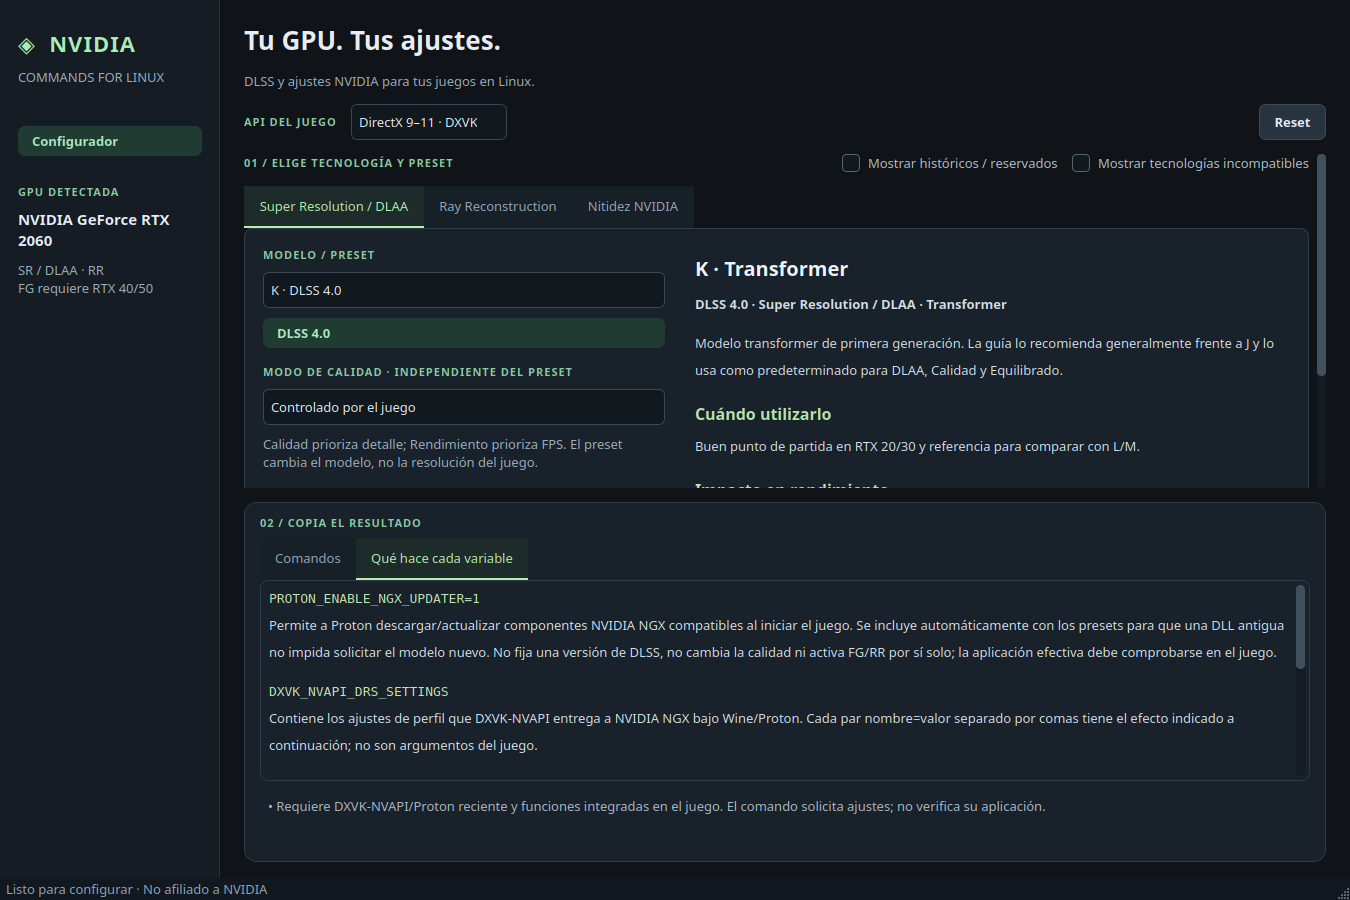 ◈ NVIDIA
COMMANDS FOR LINUX
Configurador
GPU DETECTADA
NVIDIA GeForce RTX
2060
SR / DLAA · RR
FG requiere RTX 40/50
Tu GPU. Tus ajustes.
DLSS y ajustes NVIDIA para tus juegos en Linux.
API DEL JUEGO
DirectX 9–11 · DXVK
Reset
01 / ELIGE TECNOLOGÍA Y PRESET
Mostrar históricos / reservados
Mostrar tecnologías incompatibles
Super Resolution / DLAA
Ray Reconstruction
Nitidez NVIDIA
MODELO / PRESET
K · DLSS 4.0
DLSS 4.0
MODO DE CALIDAD · INDEPENDIENTE DEL PRESET
Controlado por el juego
Calidad prioriza detalle; Rendimiento prioriza FPS. El preset
cambia el modelo, no la resolución del juego.
K · Transformer
DLSS 4.0 · Super Resolution / DLAA · Transformer
Modelo transformer de primera generación. La guía lo recomienda generalmente frente a J y lo
usa como predeterminado para DLAA, Calidad y Equilibrado.
Cuándo utilizarlo
Buen punto de partida en RTX 20/30 y referencia para comparar con L/M.
Impacto en rendimiento
02 / COPIA EL RESULTADO
Comandos
Qué hace cada variable
PROTON_ENABLE_NGX_UPDATER=1
Permite a Proton descargar/actualizar componentes NVIDIA NGX compatibles al iniciar el juego. Se incluye automáticamente con los presets para que una DLL antigua
no impida solicitar el modelo nuevo. No fija una versión de DLSS, no cambia la calidad ni activa FG/RR por sí solo; la aplicación efectiva debe comprobarse en el juego.
DXVK_NVAPI_DRS_SETTINGS
Contiene los ajustes de perfil que DXVK-NVAPI entrega a NVIDIA NGX bajo Wine/Proton. Cada par nombre=valor separado por comas tiene el efecto indicado a
continuación; no son argumentos del juego.
• Requiere DXVK-NVAPI/Proton reciente y funciones integradas en el juego. El comando solicita ajustes; no verifica su aplicación.
Listo para configurar · No afiliado a NVIDIA